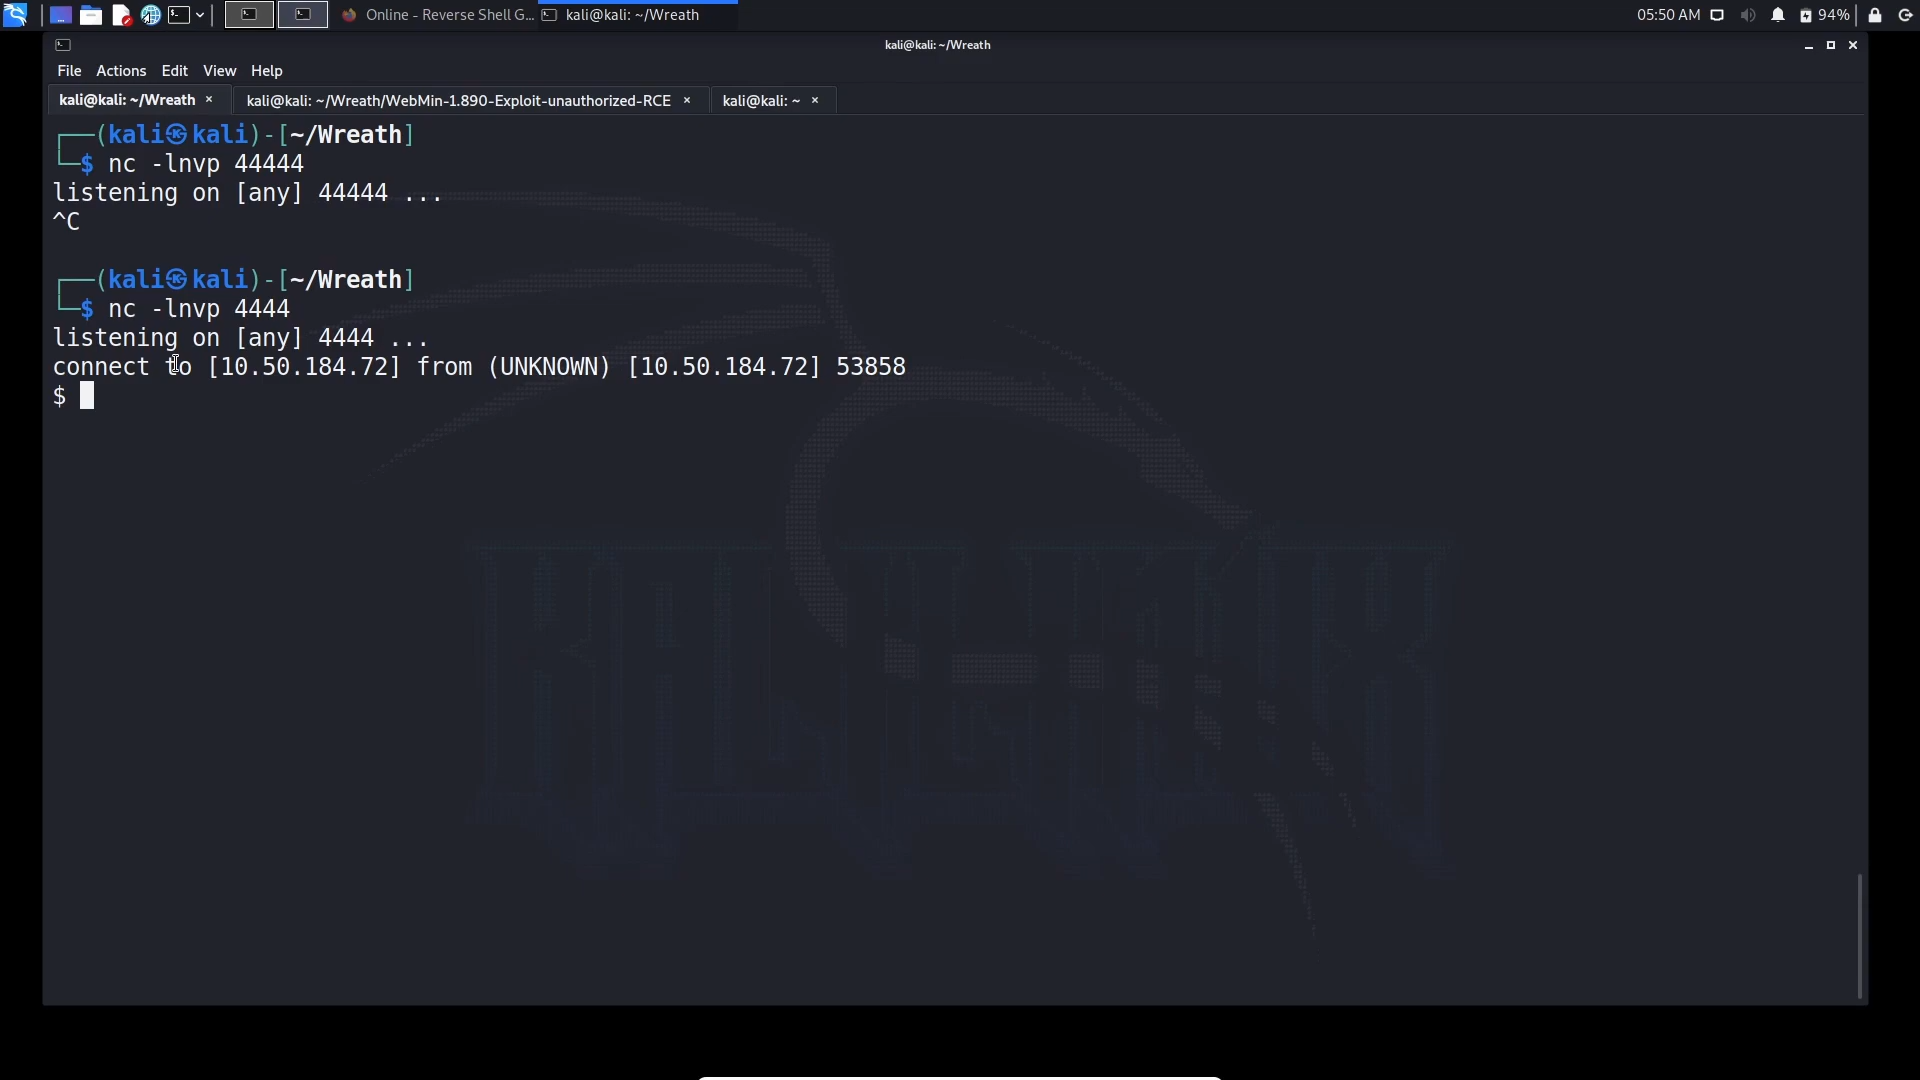 Online - Reverse Shell G...
kali@kali: ~/Wreath
05:50 AM
94%
kali@kali: ~/Wreath
File Actions Edit View Help
kali@kali: ~/Wreath × kali@kali: ~/Wreath/WebMin-1.890-Exploit-unauthorized-RCE × kali@kali: ~ ×
┌──(kali㉿kali)-[~/Wreath]
└─$ nc -lnvp 44444
listening on [any] 44444 ...
^C
┌──(kali㉿kali)-[~/Wreath]
└─$ nc -lnvp 4444
listening on [any] 4444 ...
connect to [10.50.184.72] from (UNKNOWN) [10.50.184.72] 53858
$